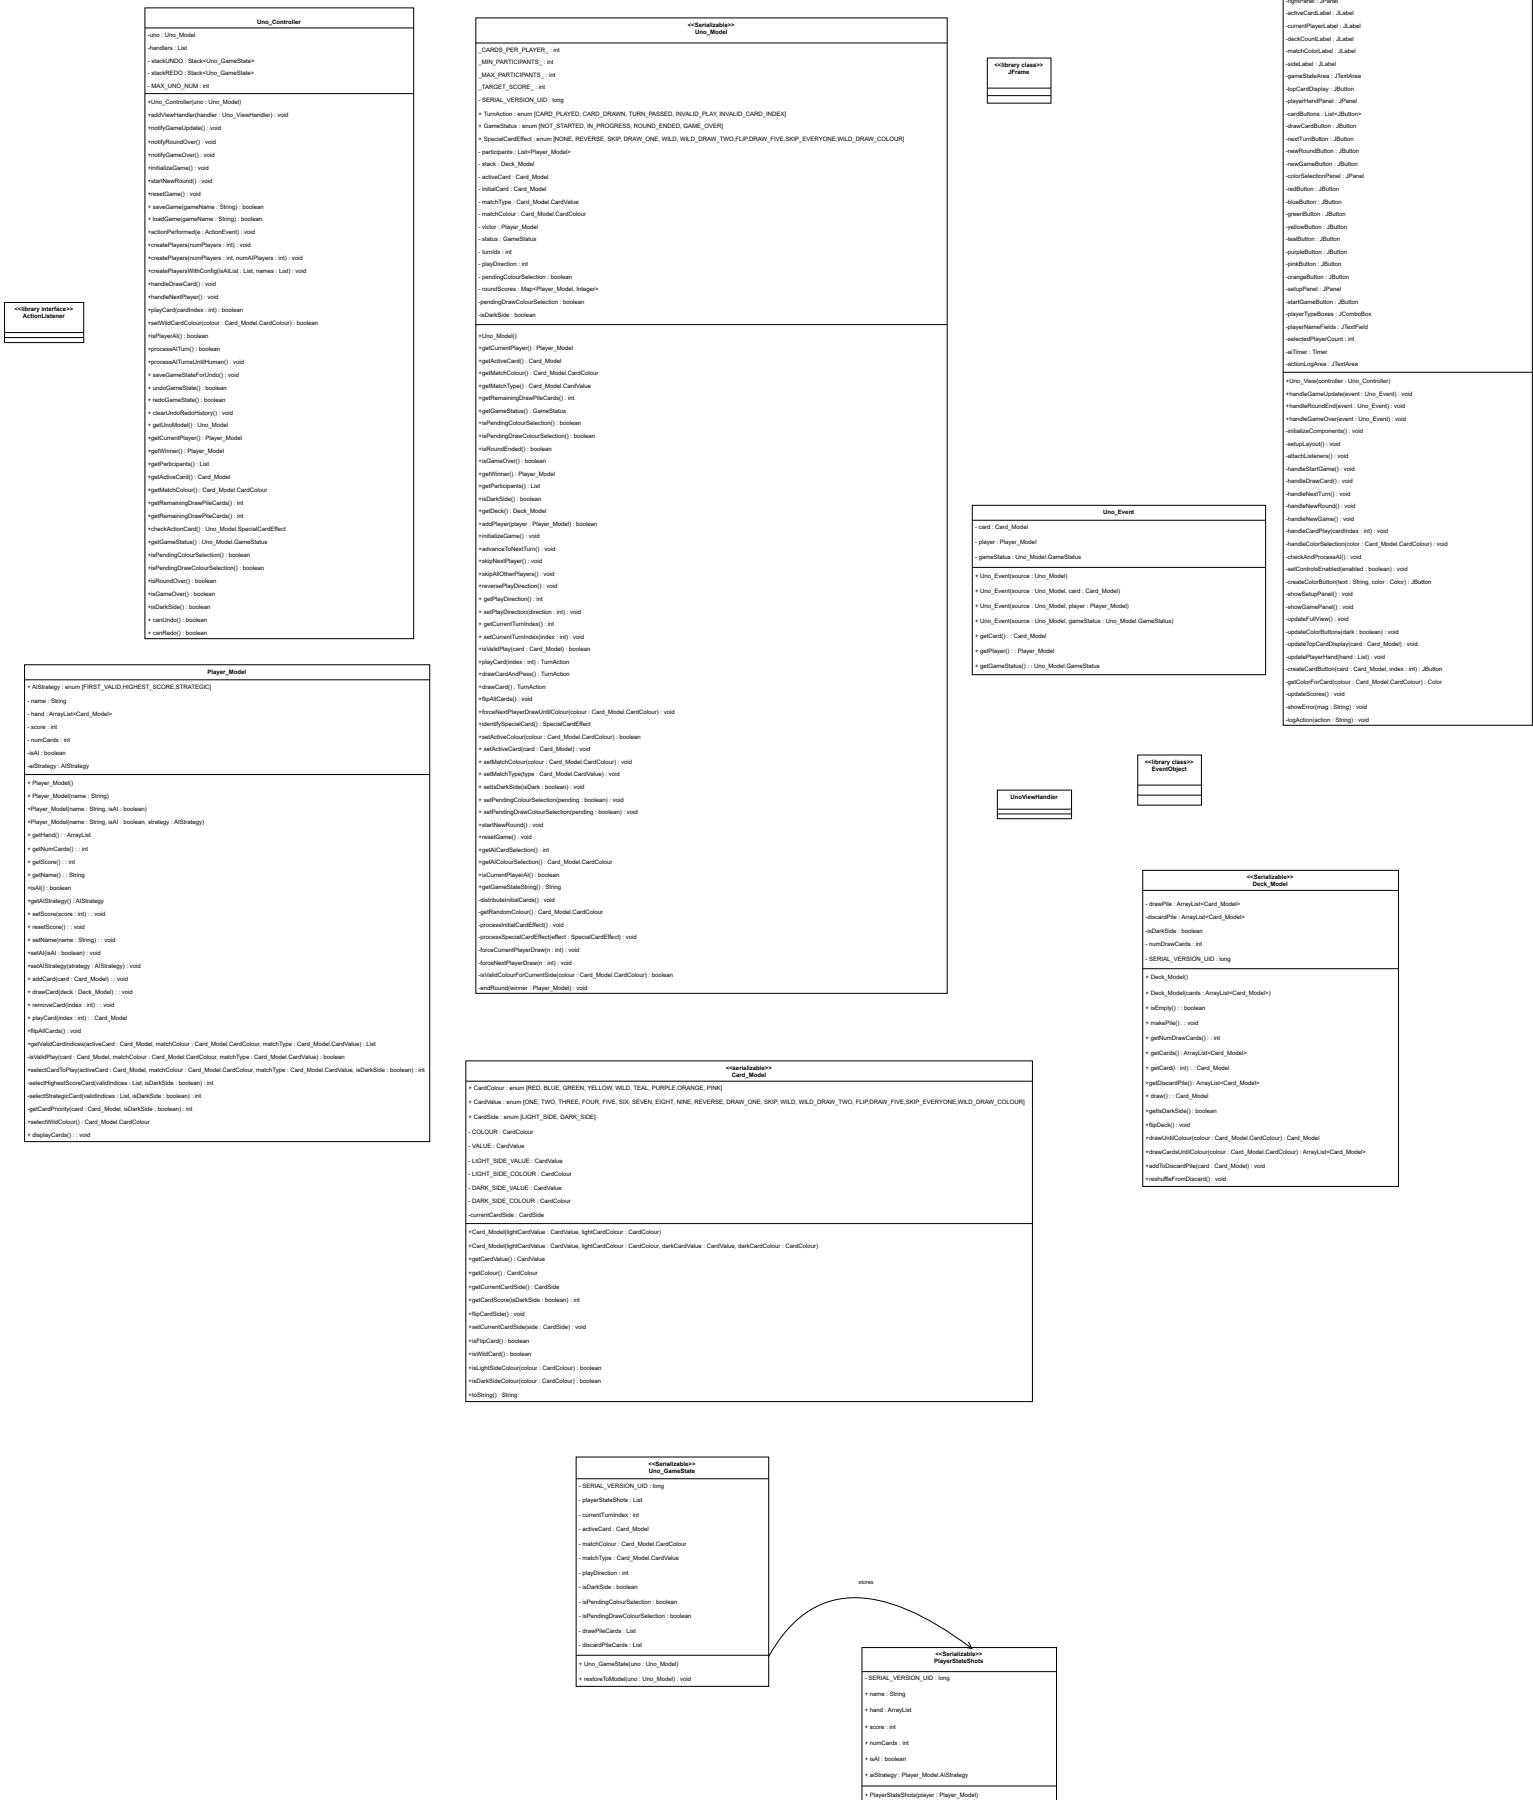 Uno_Controller
-uno : Uno_Model
-handlers : List
- stackUNDO : Stack<Uno_GameState>
- stackREDO : Stack<Uno_GameState>
- MAX_UNO_NUM : int
+Uno_Controller(uno : Uno_Model)
+addViewHandler(handler : Uno_ViewHandler) : void
+notifyGameUpdate() : void
+notifyRoundOver() : void
+notifyGameOver() : void
+initializeGame() : void
+startNewRound() : void
+resetGame() : void
+ saveGame(gameName : String) : boolean
+ loadGame(gameName : String) : boolean
+actionPerformed(e : ActionEvent) : void
+createPlayers(numPlayers : int) : void
+createPlayers(numPlayers : int, numAIPlayers : int) : void
+createPlayersWithConfig(isAIList : List, names : List) : void
+handleDrawCard() : void
+handleNextPlayer() : void
+playCard(cardIndex : int) : boolean
+setWildCardColour(colour : Card_Model.CardColour) : boolean
+isPlayerAI() : boolean
+processAITurn() : boolean
+processAITurnsUntilHuman() : void
+ saveGameStateForUndo() : void
+ undoGameState() : boolean
+ redoGameState() : boolean
+ clearUndoRedoHistory() : void
+ getUnoModel() : Uno_Model
+getCurrentPlayer() : Player_Model
+getWinner() : Player_Model
+getParticipants() : List
+getActiveCard() : Card_Model
+getMatchColour() : Card_Model.CardColour
+getRemainingDrawPileCards() : int
+getRemainingDrawPileCards() : int
+checkActionCard() : Uno_Model.SpecialCardEffect
+getGameStatus() : Uno_Model.GameStatus
+isPendingColourSelection() : boolean
+isPendingDrawColourSelection() : boolean
+isRoundOver() : boolean
+isGameOver() : boolean
+isDarkSide() : boolean
+ canUndo() : boolean
+ canRedo() : boolean
<<Serializable>>
Uno_Model
_CARDS_PER_PLAYER_ : int
_MIN_PARTICIPANTS_ : int
_MAX_PARTICIPANTS_ : int
_TARGET_SCORE_ : int
- SERIAL_VERSION_UID : long
+ TurnAction : enum [CARD_PLAYED, CARD_DRAWN, TURN_PASSED, INVALID_PLAY, INVALID_CARD_INDEX]
+ GameStatus : enum [NOT_STARTED, IN_PROGRESS, ROUND_ENDED, GAME_OVER]
+ SpecialCardEffect : enum [NONE, REVERSE, SKIP, DRAW_ONE, WILD, WILD_DRAW_TWO,FLIP,DRAW_FIVE,SKIP_EVERYONE,WILD_DRAW_COLOUR]
- participants : List<Player_Model>
- stack : Deck_Model
- activeCard : Card_Model
- initialCard : Card_Model
- matchType : Card_Model.CardValue
- matchColour : Card_Model.CardColour
- victor : Player_Model
- status : GameStatus
- turnIdx : int
- playDirection : int
- pendingColourSelection : boolean
- roundScores : Map<Player_Model, Integer>
-pendingDrawColourSelection : boolean
-isDarkSide : boolean
+Uno_Model()
+getCurrentPlayer() : Player_Model
+getActiveCard() : Card_Model
+getMatchColour() : Card_Model.CardColour
+getMatchType() : Card_Model.CardValue
+getRemainingDrawPileCards() : int
+getGameStatus() : GameStatus
+isPendingColourSelection() : boolean
+isPendingDrawColourSelection() : boolean
+isRoundEnded() : boolean
+isGameOver() : boolean
+getWinner() : Player_Model
+getParticipants() : List
+isDarkSide() : boolean
+getDeck() : Deck_Model
+addPlayer(player : Player_Model) : boolean
+initializeGame() : void
+advanceToNextTurn() : void
+skipNextPlayer() : void
+skipAllOtherPlayers() : void
+reversePlayDirection() : void
+ getPlayDirection() : int
+ setPlayDirection(direction : int) : void
+ getCurrentTurnIndex() : int
+ setCurrentTurnIndex(index : int) : void
+isValidPlay(card : Card_Model) : boolean
+playCard(index : int) : TurnAction
+drawCardAndPass() : TurnAction
+drawCard() : TurnAction
+flipAllCards() : void
+forceNextPlayerDrawUntilColour(colour : Card_Model.CardColour) : void
+identifySpecialCard() : SpecialCardEffect
+setActiveColour(colour : Card_Model.CardColour) : boolean
+ setActiveCard(card : Card_Model) : void
+ setMatchColour(colour : Card_Model.CardColour) : void
+ setMatchType(type : Card_Model.CardValue) : void
+ setIsDarkSide(isDark : boolean) : void
+ setPendingColourSelection(pending : boolean) : void
+ setPendingDrawColourSelection(pending : boolean) : void
+startNewRound() : void
+resetGame() : void
+getAICardSelection() : int
+getAIColourSelection() : Card_Model.CardColour
+isCurrentPlayerAI() : boolean
+getGameStateString() : String
-distributeInitialCards() : void
-getRandomColour() : Card_Model.CardColour
-processInitialCardEffect() : void
-processSpecialCardEffect(effect : SpecialCardEffect) : void
-forceCurrentPlayerDraw(n : int) : void
-forceNextPlayerDraw(n : int) : void
-isValidColourForCurrentSide(colour : Card_Model.CardColour) : boolean
-endRound(winner : Player_Model) : void
<<library class>>
JFrame
-rightPanel : JPanel
-activeCardLabel : JLabel
-currentPlayerLabel : JLabel
-deckCountLabel : JLabel
-matchColorLabel : JLabel
-sideLabel : JLabel
-gameStateArea : JTextArea
-topCardDisplay : JButton
-playerHandPanel : JPanel
-cardButtons : List<JButton>
-drawCardButton : JButton
-nextTurnButton : JButton
-newRoundButton : JButton
-newGameButton : JButton
-colorSelectionPanel : JPanel
-redButton : JButton
-blueButton : JButton
-greenButton : JButton
-yellowButton : JButton
-tealButton : JButton
-purpleButton : JButton
-pinkButton : JButton
-orangeButton : JButton
-setupPanel : JPanel
-startGameButton : JButton
-playerTypeBoxes : JComboBox
-playerNameFields : JTextField
-selectedPlayerCount : int
-aiTimer : Timer
-actionLogArea : JTextArea
+Uno_View(controller : Uno_Controller)
+handleGameUpdate(event : Uno_Event) : void
+handleRoundEnd(event : Uno_Event) : void
+handleGameOver(event : Uno_Event) : void
-initializeComponents() : void
-setupLayout() : void
-attachListeners() : void
-handleStartGame() : void
-handleDrawCard() : void
-handleNextTurn() : void
-handleNewRound() : void
-handleNewGame() : void
-handleCardPlay(cardIndex : int) : void
-handleColorSelection(color : Card_Model.CardColour) : void
-checkAndProcessAI() : void
-setControlsEnabled(enabled : boolean) : void
-createColorButton(text : String, color : Color) : JButton
-showSetupPanel() : void
-showGamePanel() : void
-updateFullView() : void
-updateColorButtons(dark : boolean) : void
-updateTopCardDisplay(card : Card_Model) : void
-updatePlayerHand(hand : List) : void
-createCardButton(card : Card_Model, index : int) : JButton
-getColorForCard(colour : Card_Model.CardColour) : Color
-updateScores() : void
-showError(msg : String) : void
-logAction(action : String) : void
<<library interface>>
ActionListener
Uno_Event
- card : Card_Model
- player : Player_Model
- gameStatus : Uno_Model.GameStatus
+ Uno_Event(source : Uno_Model)
+ Uno_Event(source : Uno_Model, card : Card_Model)
+ Uno_Event(source : Uno_Model, player : Player_Model)
+ Uno_Event(source : Uno_Model, gameStatus : Uno_Model.GameStatus)
+ getCard() : : Card_Model
+ getPlayer() : : Player_Model
+ getGameStatus() : : Uno_Model.GameStatus
Player_Model
+ AIStrategy : enum [FIRST_VALID,HIGHEST_SCORE,STRATEGIC]
- name : String
- hand : ArrayList<Card_Model>
- score : int
- numCards : int
-isAI : boolean
-aiStrategy : AIStrategy
+ Player_Model()
+ Player_Model(name : String)
+Player_Model(name : String, isAI : boolean)
+Player_Model(name : String, isAI : boolean, strategy : AIStrategy)
+ getHand() : : ArrayList
+ getNumCards() : : int
+ getScore() : : int
+ getName() : : String
+isAI() : boolean
+getAIStrategy() : AIStrategy
+ setScore(score : int) : : void
+ resetScore() : : void
+ setName(name : String) : : void
+setAI(isAI : boolean) : void
+setAIStrategy(strategy : AIStrategy) : void
+ addCard(card : Card_Model) : : void
+ drawCard(deck : Deck_Model) : : void
+ removeCard(index : int) : : void
+ playCard(index : int) : : Card_Model
+flipAllCards() : void
+getValidCardIndices(activeCard : Card_Model, matchColour : Card_Model.CardColour, matchType : Card_Model.CardValue) : List
-isValidPlay(card : Card_Model, matchColour : Card_Model.CardColour, matchType : Card_Model.CardValue) : boolean
+selectCardToPlay(activeCard : Card_Model, matchColour : Card_Model.CardColour, matchType : Card_Model.CardValue, isDarkSide : boolean) : int
-selectHighestScoreCard(validIndices : List, isDarkSide : boolean) : int
-selectStrategicCard(validIndices : List, isDarkSide : boolean) : int
-getCardPriority(card : Card_Model, isDarkSide : boolean) : int
+selectWildColour() : Card_Model.CardColour
+ displayCards() : : void
<<library class>>
EventObject
UnoViewHandler
<<Serializable>>
Deck_Model
- drawPile : ArrayList<Card_Model>
-discardPile : ArrayList<Card_Model>
-isDarkSide : boolean
- numDrawCards : int
- SERIAL_VERSION_UID : long
+ Deck_Model()
+ Deck_Model(cards : ArrayList<Card_Model>)
+ isEmpty() : : boolean
+ makePile() : : void
+ getNumDrawCards() : : int
+ getCards() : ArrayList<Card_Model>
+ getCard(i : int) : : Card_Model
+getDiscardPile() : ArrayList<Card_Model>
+ draw() : : Card_Model
+getIsDarkSide() : boolean
+flipDeck() : void
+drawUntilColour(colour : Card_Model.CardColour) : Card_Model
+drawCardsUntilColour(colour : Card_Model.CardColour) : ArrayList<Card_Model>
+addToDiscardPile(card : Card_Model) : void
+reshuffleFromDiscard() : void
<<serializable>>
Card_Model
+ CardColour : enum [RED, BLUE, GREEN, YELLOW, WILD, TEAL, PURPLE,ORANGE, PINK]
+ CardValue : enum [ONE, TWO, THREE, FOUR, FIVE, SIX, SEVEN, EIGHT, NINE, REVERSE, DRAW_ONE, SKIP, WILD, WILD_DRAW_TWO, FLIP,DRAW_FIVE,SKIP_EVERYONE,WILD_DRAW_COLOUR]
+ CardSide : enum [LIGHT_SIDE, DARK_SIDE]
- COLOUR : CardColour
- VALUE : CardValue
- LIGHT_SIDE_VALUE : CardValue
- LIGHT_SIDE_COLOUR : CardColour
- DARK_SIDE_VALUE : CardValue
- DARK_SIDE_COLOUR : CardColour
-currentCardSide : CardSide
+Card_Model(lightCardValue : CardValue, lightCardColour : CardColour)
+Card_Model(lightCardValue : CardValue, lightCardColour : CardColour, darkCardValue : CardValue, darkCardColour : CardColour)
+getCardValue() : CardValue
+getColour() : CardColour
+getCurrentCardSide() : CardSide
+getCardScore(isDarkSide : boolean) : int
+flipCardSide() : void
+setCurrentCardSide(side : CardSide) : void
+isFlipCard() : boolean
+isWildCard() : boolean
+isLightSideColour(colour : CardColour) : boolean
+isDarkSideColour(colour : CardColour) : boolean
+toString() : String
<<Serializable>>
Uno_GameState
- SERIAL_VERSION_UID : long
- playerStateShots : List
- currentTurnIndex : int
- activeCard : Card_Model
- matchColour : Card_Model.CardColour
- matchType : Card_Model.CardValue
- playDirection : int
- isDarkSide : boolean
- isPendingColourSelection : boolean
- isPendingDrawColourSelection : boolean
- drawPileCards : List
- discardPileCards : List
+ Uno_GameState(uno : Uno_Model)
+ restoreToModel(uno : Uno_Model) : void
stores
<<Serializable>>
PlayerStateShots
- SERIAL_VERSION_UID : long
+ name : String
+ hand : ArrayList
+ score : int
+ numCards : int
+ isAI : boolean
+ aiStrategy : Player_Model.AIStrategy
+ PlayerStateShots(player : Player_Model)